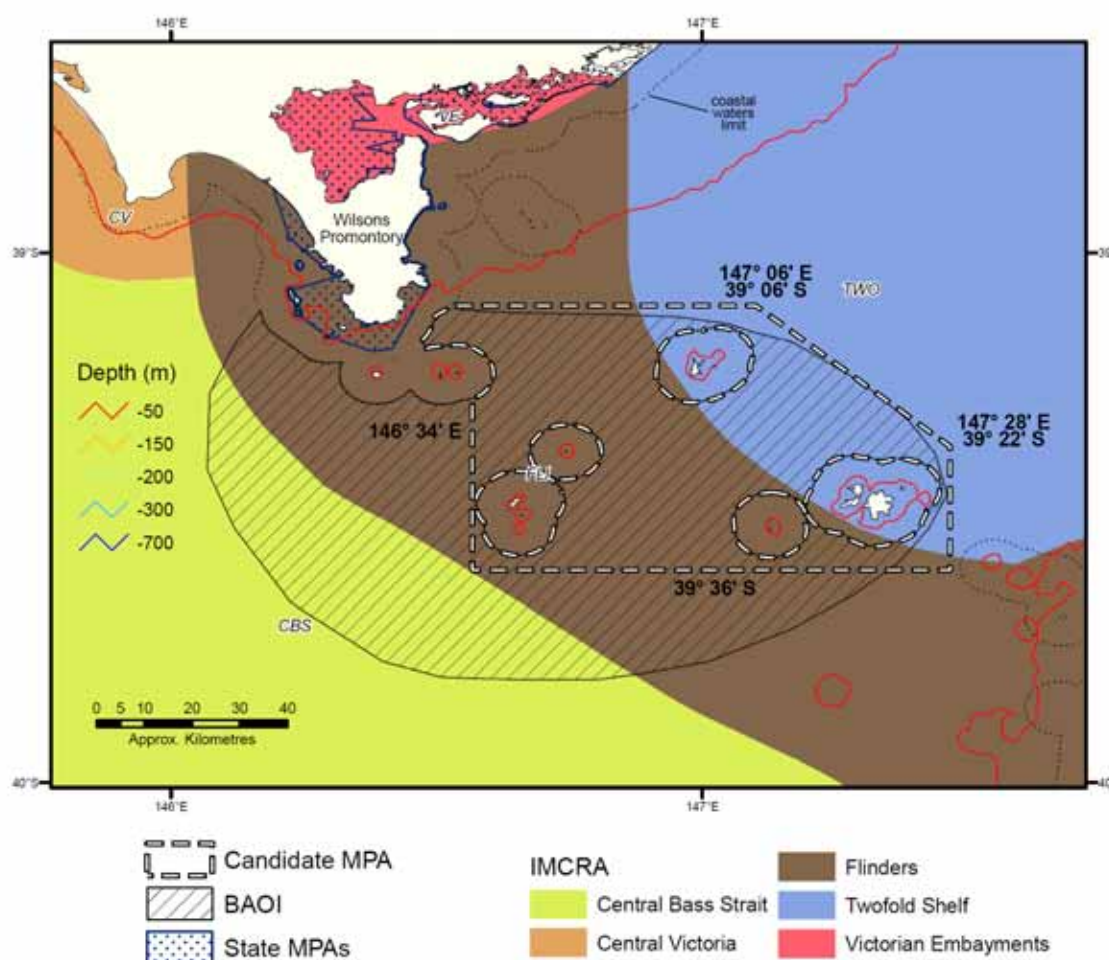 146°E 147°E
VE
coastal
waters
limit
CV
Wilsons
Promontory
39°S
147° 06' E
39° 06' S
TWO
Depth (m)
-50
-150
-200
-300
-700
146° 34' E
147° 28' E
39° 22' S
FLI
39° 36' S
CBS
0 5 10 20 30 40
Approx. Kilometres
40°S
146°E 147°E
Candidate MPA
BAOI
State MPAs
IMCRA
Central Bass Strait
Central Victoria
Flinders
Twofold Shelf
Victorian Embayments